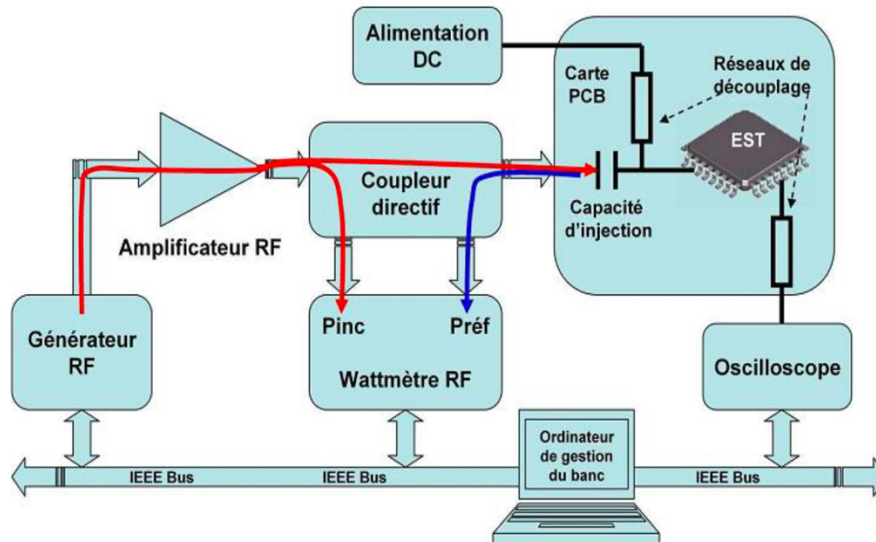 Alimentation
DC
Carte
PCB
Réseaux de
découplage
EST
Coupleur
directif
Capacité
d'injection
Amplificateur RF
Générateur
RF
Pinc
Préf
Wattmètre RF
Oscilloscope
Ordinateur
de gestion
du banc
IEEE Bus
IEEE Bus
IEEE Bus